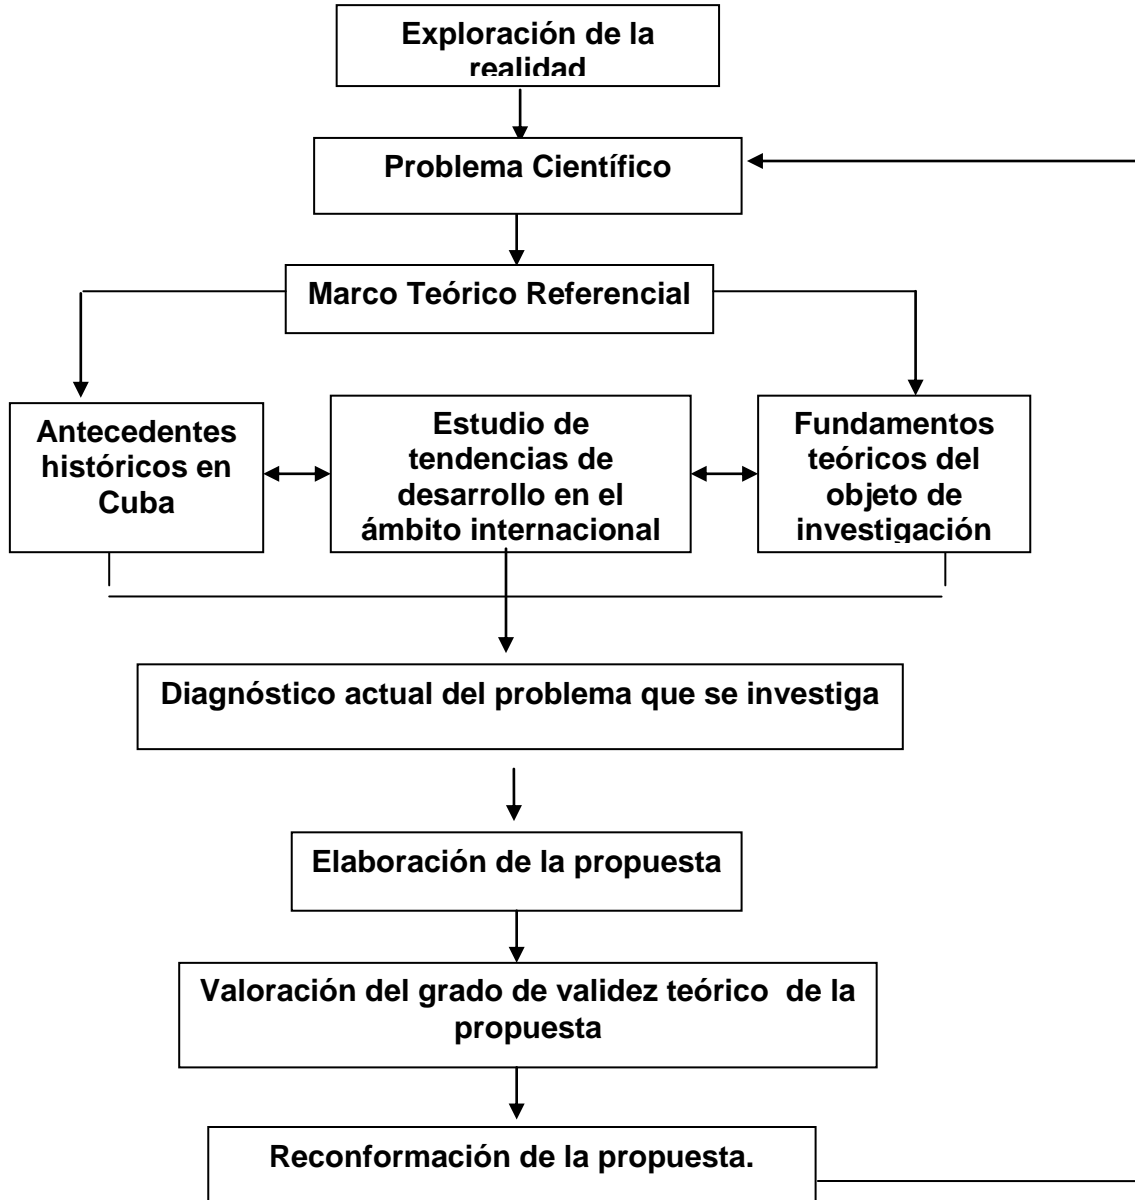 Exploración de la
realidad
Problema Científico
Marco Teórico Referencial
Antecedentes
históricos en
Cuba
Estudio de
tendencias de
desarrollo en el
ámbito internacional
Fundamentos
teóricos del
objeto de
investigación
Diagnóstico actual del problema que se investiga
Elaboración de la propuesta
Valoración del grado de validez teórico  de la
propuesta
Reconformación de la propuesta.